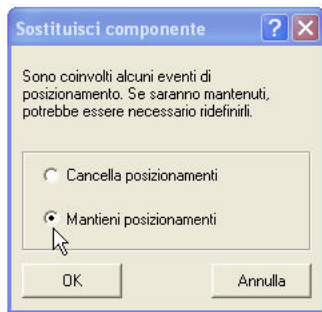 Sostituisci componente
Sono coinvolti alcuni eventi di
posizionamento. Se saranno mantenuti,
potrebbe essere necessario ridefinirli.
Cancella posizionamenti
Mantieni posizionamenti
OK
Annulla